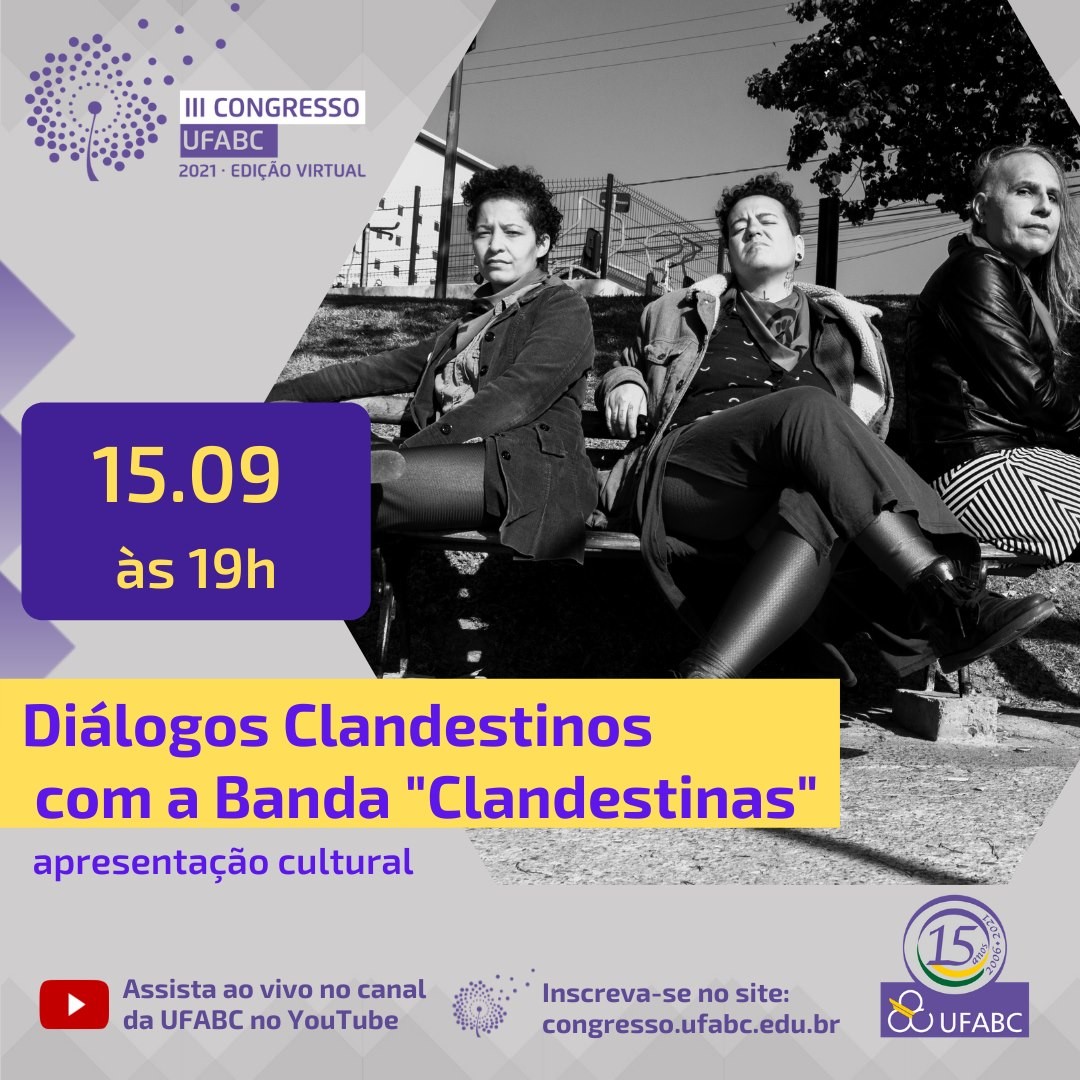 III CONGRESSO
UFABC
2021 · EDIÇÃO VIRTUAL
15.09
às 19h
Diálogos Clandestinos
com a Banda "Clandestinas"
apresentação cultural
Assista ao vivo no canal
da UFABC no YouTube
Inscreva-se no site:
congresso.ufabc.edu.br
15
anos
2006•2021
UFABC